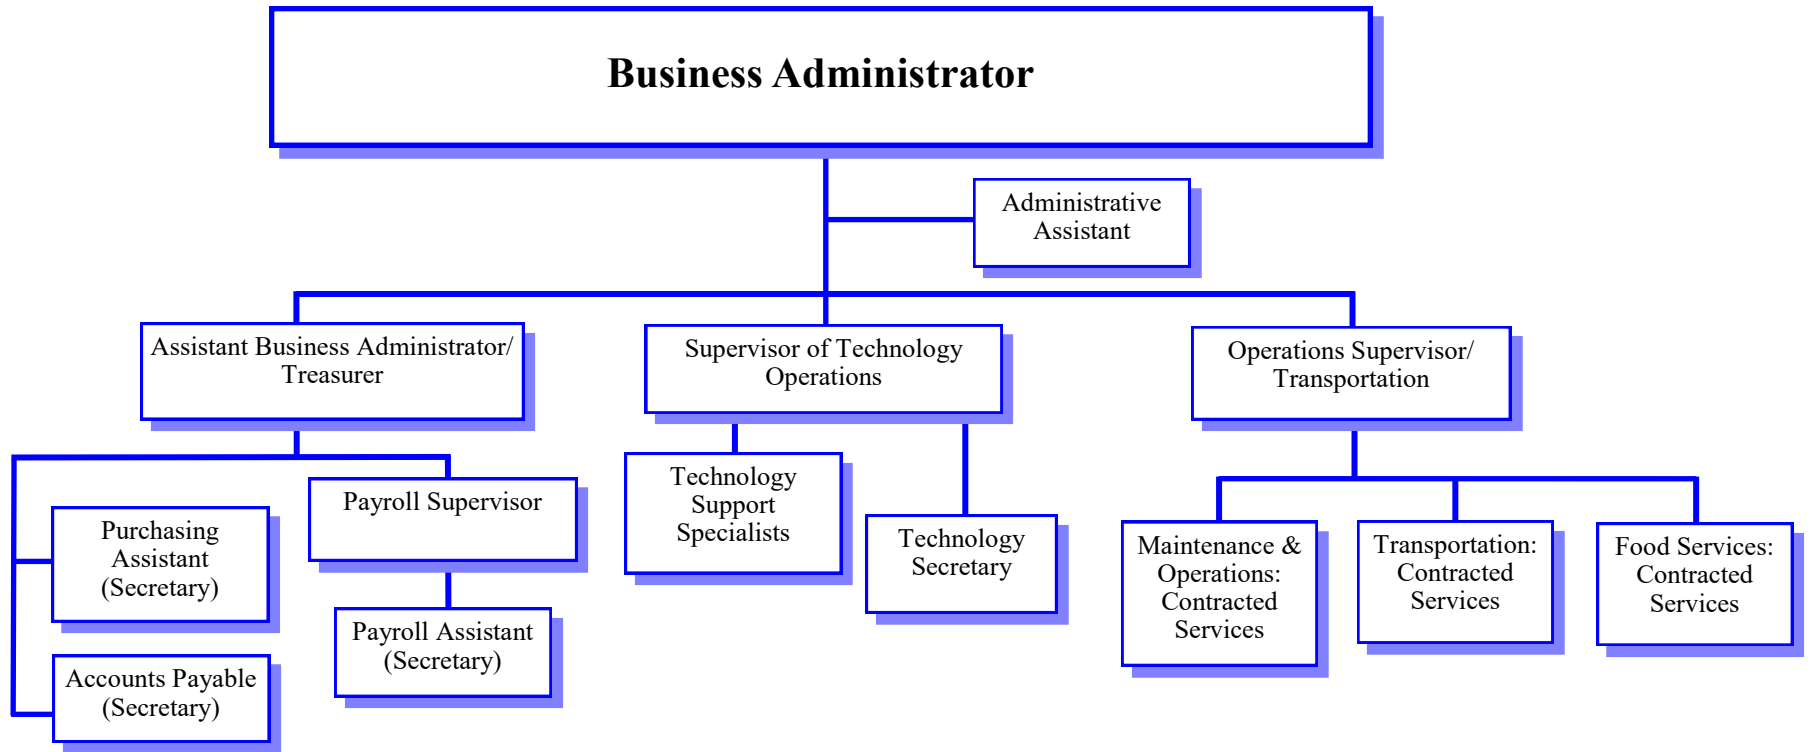 Business Administrator
Administrative
Assistant
Assistant Business Administrator/
Treasurer
Supervisor of Technology
Operations
Operations Supervisor/
Transportation
Purchasing
Assistant
(Secretary)
Accounts Payable
(Secretary)
Payroll Supervisor
Payroll Assistant
(Secretary)
Technology
Support
Specialists
Technology
Secretary
Maintenance &
Operations:
Contracted
Services
Transportation:
Contracted
Services
Food Services:
Contracted
Services